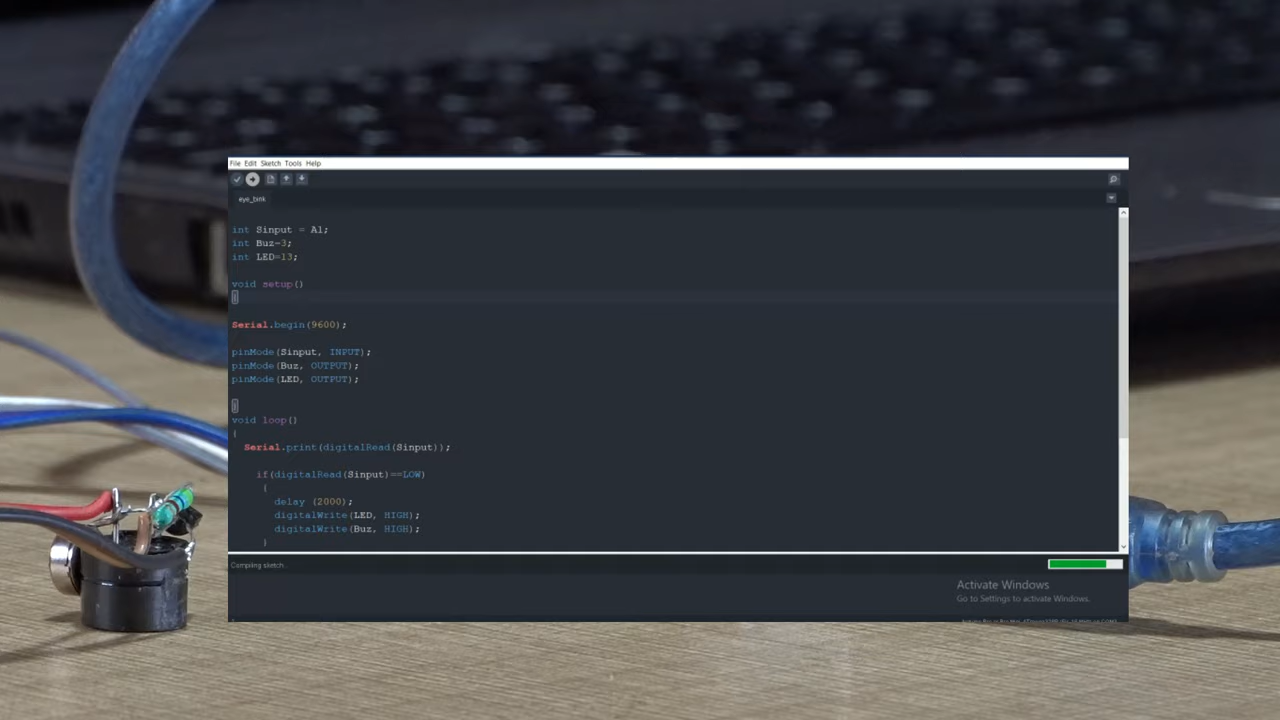 File Edit Sketch Tools Help
eye_bink
int Sinput = A1;
int Buz=3;
int LED=13;
void setup()
{
Serial.begin(9600);
pinMode(Sinput, INPUT);
pinMode(Buz, OUTPUT);
pinMode(LED, OUTPUT);
}
void loop()
{
Serial.print(digitalRead(Sinput));
if(digitalRead(Sinput)==LOW)
{
delay (2000);
digitalWrite(LED, HIGH);
digitalWrite(Buz, HIGH);
}
Compiling sketch...
Activate Windows
Go to Settings to activate Windows.